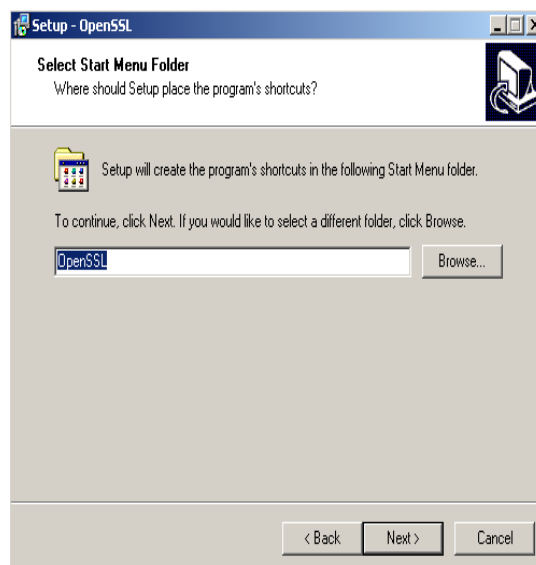 Setup - OpenSSL
Select Start Menu Folder
Where should Setup place the program's shortcuts?
Setup will create the program's shortcuts in the following Start Menu folder.
To continue, click Next. If you would like to select a different folder, click Browse.
OpenSSL
Browse...
< Back
Next >
Cancel